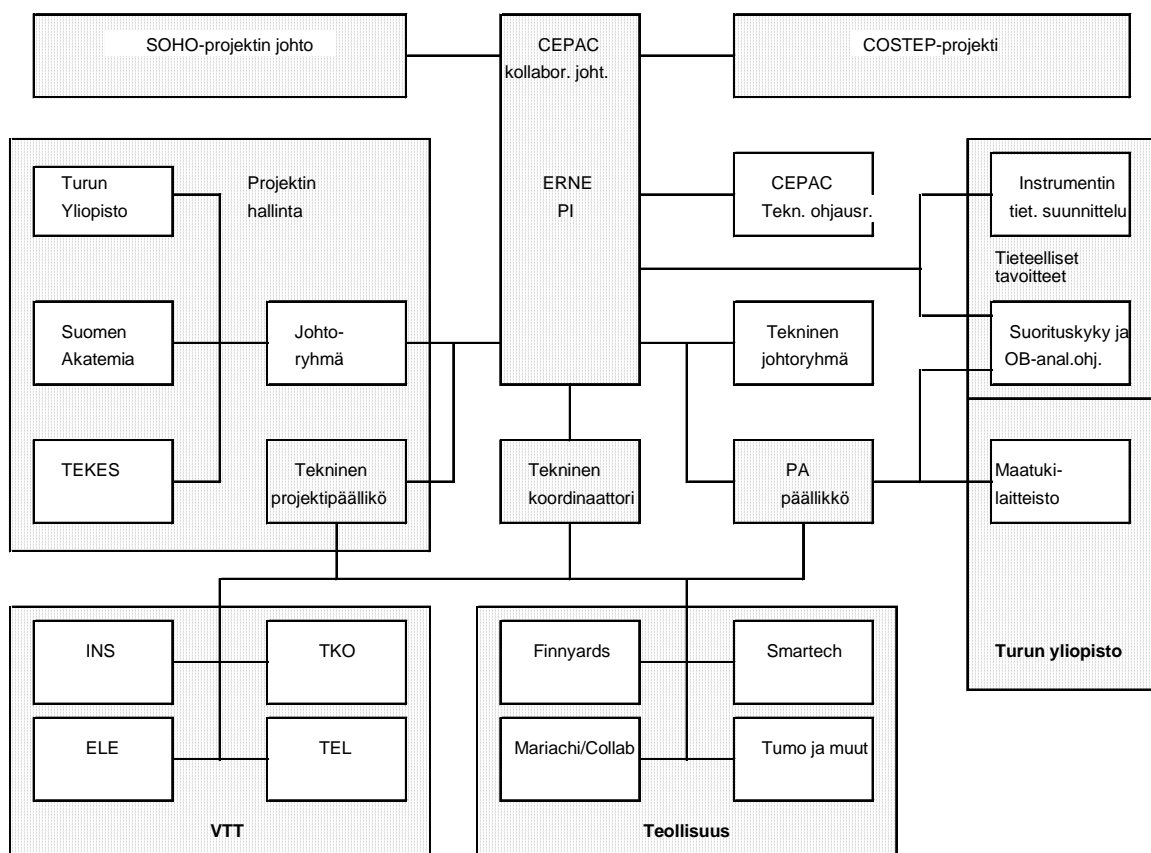 SOHO-projektin johto
CEPAC
kollabor. joht.
COSTEP-projekti
Turun
Yliopisto
Projektin
hallinta
ERNE
PI
CEPAC
Tekn. ohjausr.
Instrumentin
tiet. suunnittelu
Tieteelliset
tavoitteet
Suomen
Akatemia
Johto-
ryhmä
Tekninen
johtoryhmä
Suorituskyky ja
OB-anal.ohj.
TEKES
Tekninen
projektipäällikö
Tekninen
koordinaattori
PA
päällikkö
Maatuki-
laitteisto
INS
TKO
Finnyards
Smartech
Turun yliopisto
ELE
TEL
Mariachi/Collab
Tumo ja muut
VTT
Teollisuus